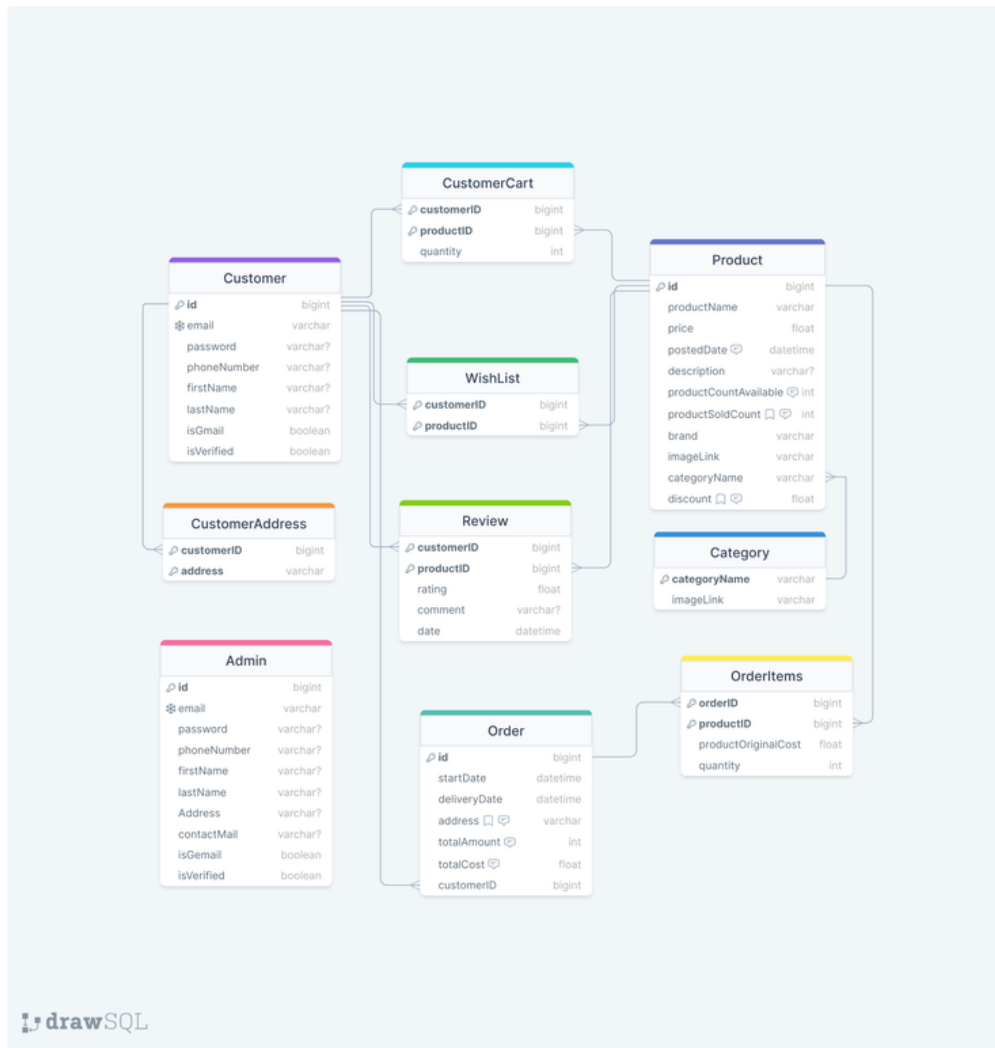 CustomerCart
customerID bigint
productID bigint
quantity int
Customer
id bigint
email varchar
password varchar?
phoneNumber varchar?
firstName varchar?
lastName varchar?
isGmail boolean
isVerified boolean
Product
id bigint
productName varchar
price float
postedDate datetime
description varchar?
productCountAvailable int
productSoldCount int
brand varchar
imageLink varchar
categoryName varchar
discount float
WishList
customerID bigint
productID bigint
CustomerAddress
customerID bigint
address varchar
Review
customerID bigint
productID bigint
rating float
comment varchar?
date datetime
Category
categoryName varchar
imageLink varchar
Admin
id bigint
email varchar
password varchar?
phoneNumber varchar?
firstName varchar?
lastName varchar?
Address varchar?
contactMail varchar?
isGemail boolean
isVerified boolean
Order
id bigint
startDate datetime
deliveryDate datetime
address varchar
totalAmount int
totalCost float
customerID bigint
OrderItems
orderID bigint
productID bigint
productOriginalCost float
quantity int
drawSQL